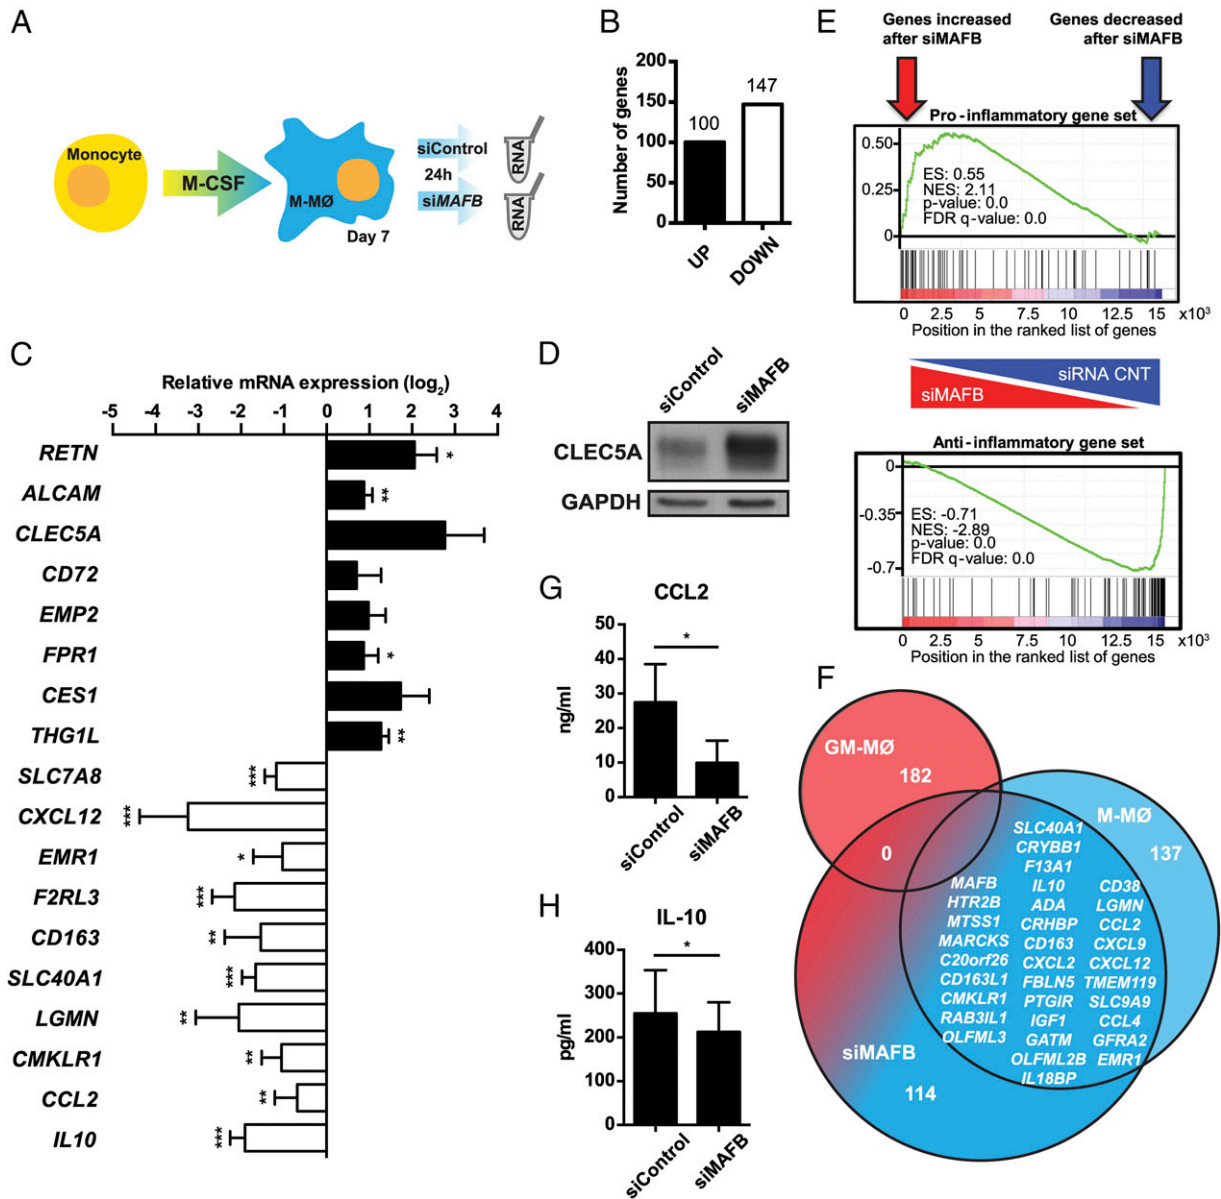 A
Monocyte
M-CSF
M-MØ
Day 7
siControl
24h
siMAFB
RNA
RNA
B
Number of genes
200
150
100
50
0
100
147
UP
DOWN
C
Relative mRNA expression (log2)
-5 -4 -3 -2 -1 0 1 2 3 4
RETN *
ALCAM **
CLEC5A
CD72
EMP2
FPR1 *
CES1
THG1L **
SLC7A8 ***
CXCL12 ***
EMR1 *
F2RL3 ***
CD163 **
SLC40A1 ***
LGMN **
CMKLR1 **
CCL2 **
IL10 ***
D
siControl
siMAFB
CLEC5A
GAPDH
E
Genes increased
after siMAFB
Genes decreased
after siMAFB
Pro-inflammatory gene set
0.50
0.25
0
ES: 0.55
NES: 2.11
p-value: 0.0
FDR q-value: 0.0
0 2.5 5 7.5 10 12.5 15 x10³
Position in the ranked list of genes
siMAFB
siRNA CNT
Anti-inflammatory gene set
0
-0.35
-0.7
ES: -0.71
NES: -2.89
p-value: 0.0
FDR q-value: 0.0
0 2.5 5 7.5 10 12.5 15 x10³
Position in the ranked list of genes
F
GM-MØ
182
M-MØ
137
0
siMAFB
114
SLC40A1
CRYBB1
F13A1
MAFB IL10 CD38
HTR2B ADA LGMN
MTSS1 CRHBP CCL2
MARCKS CD163 CXCL9
C20orf26 CXCL2 CXCL12
CD163L1 FBLN5 TMEM119
CMKLR1 PTGIR SLC9A9
RAB3IL1 IGF1 CCL4
OLFML3 GATM GFRA2
OLFML2B EMR1
IL18BP
G
CCL2
ng/ml
50
40
30
20
10
0
*
siControl
siMAFB
H
IL-10
pg/ml
400
300
200
100
0
*
siControl
siMAFB